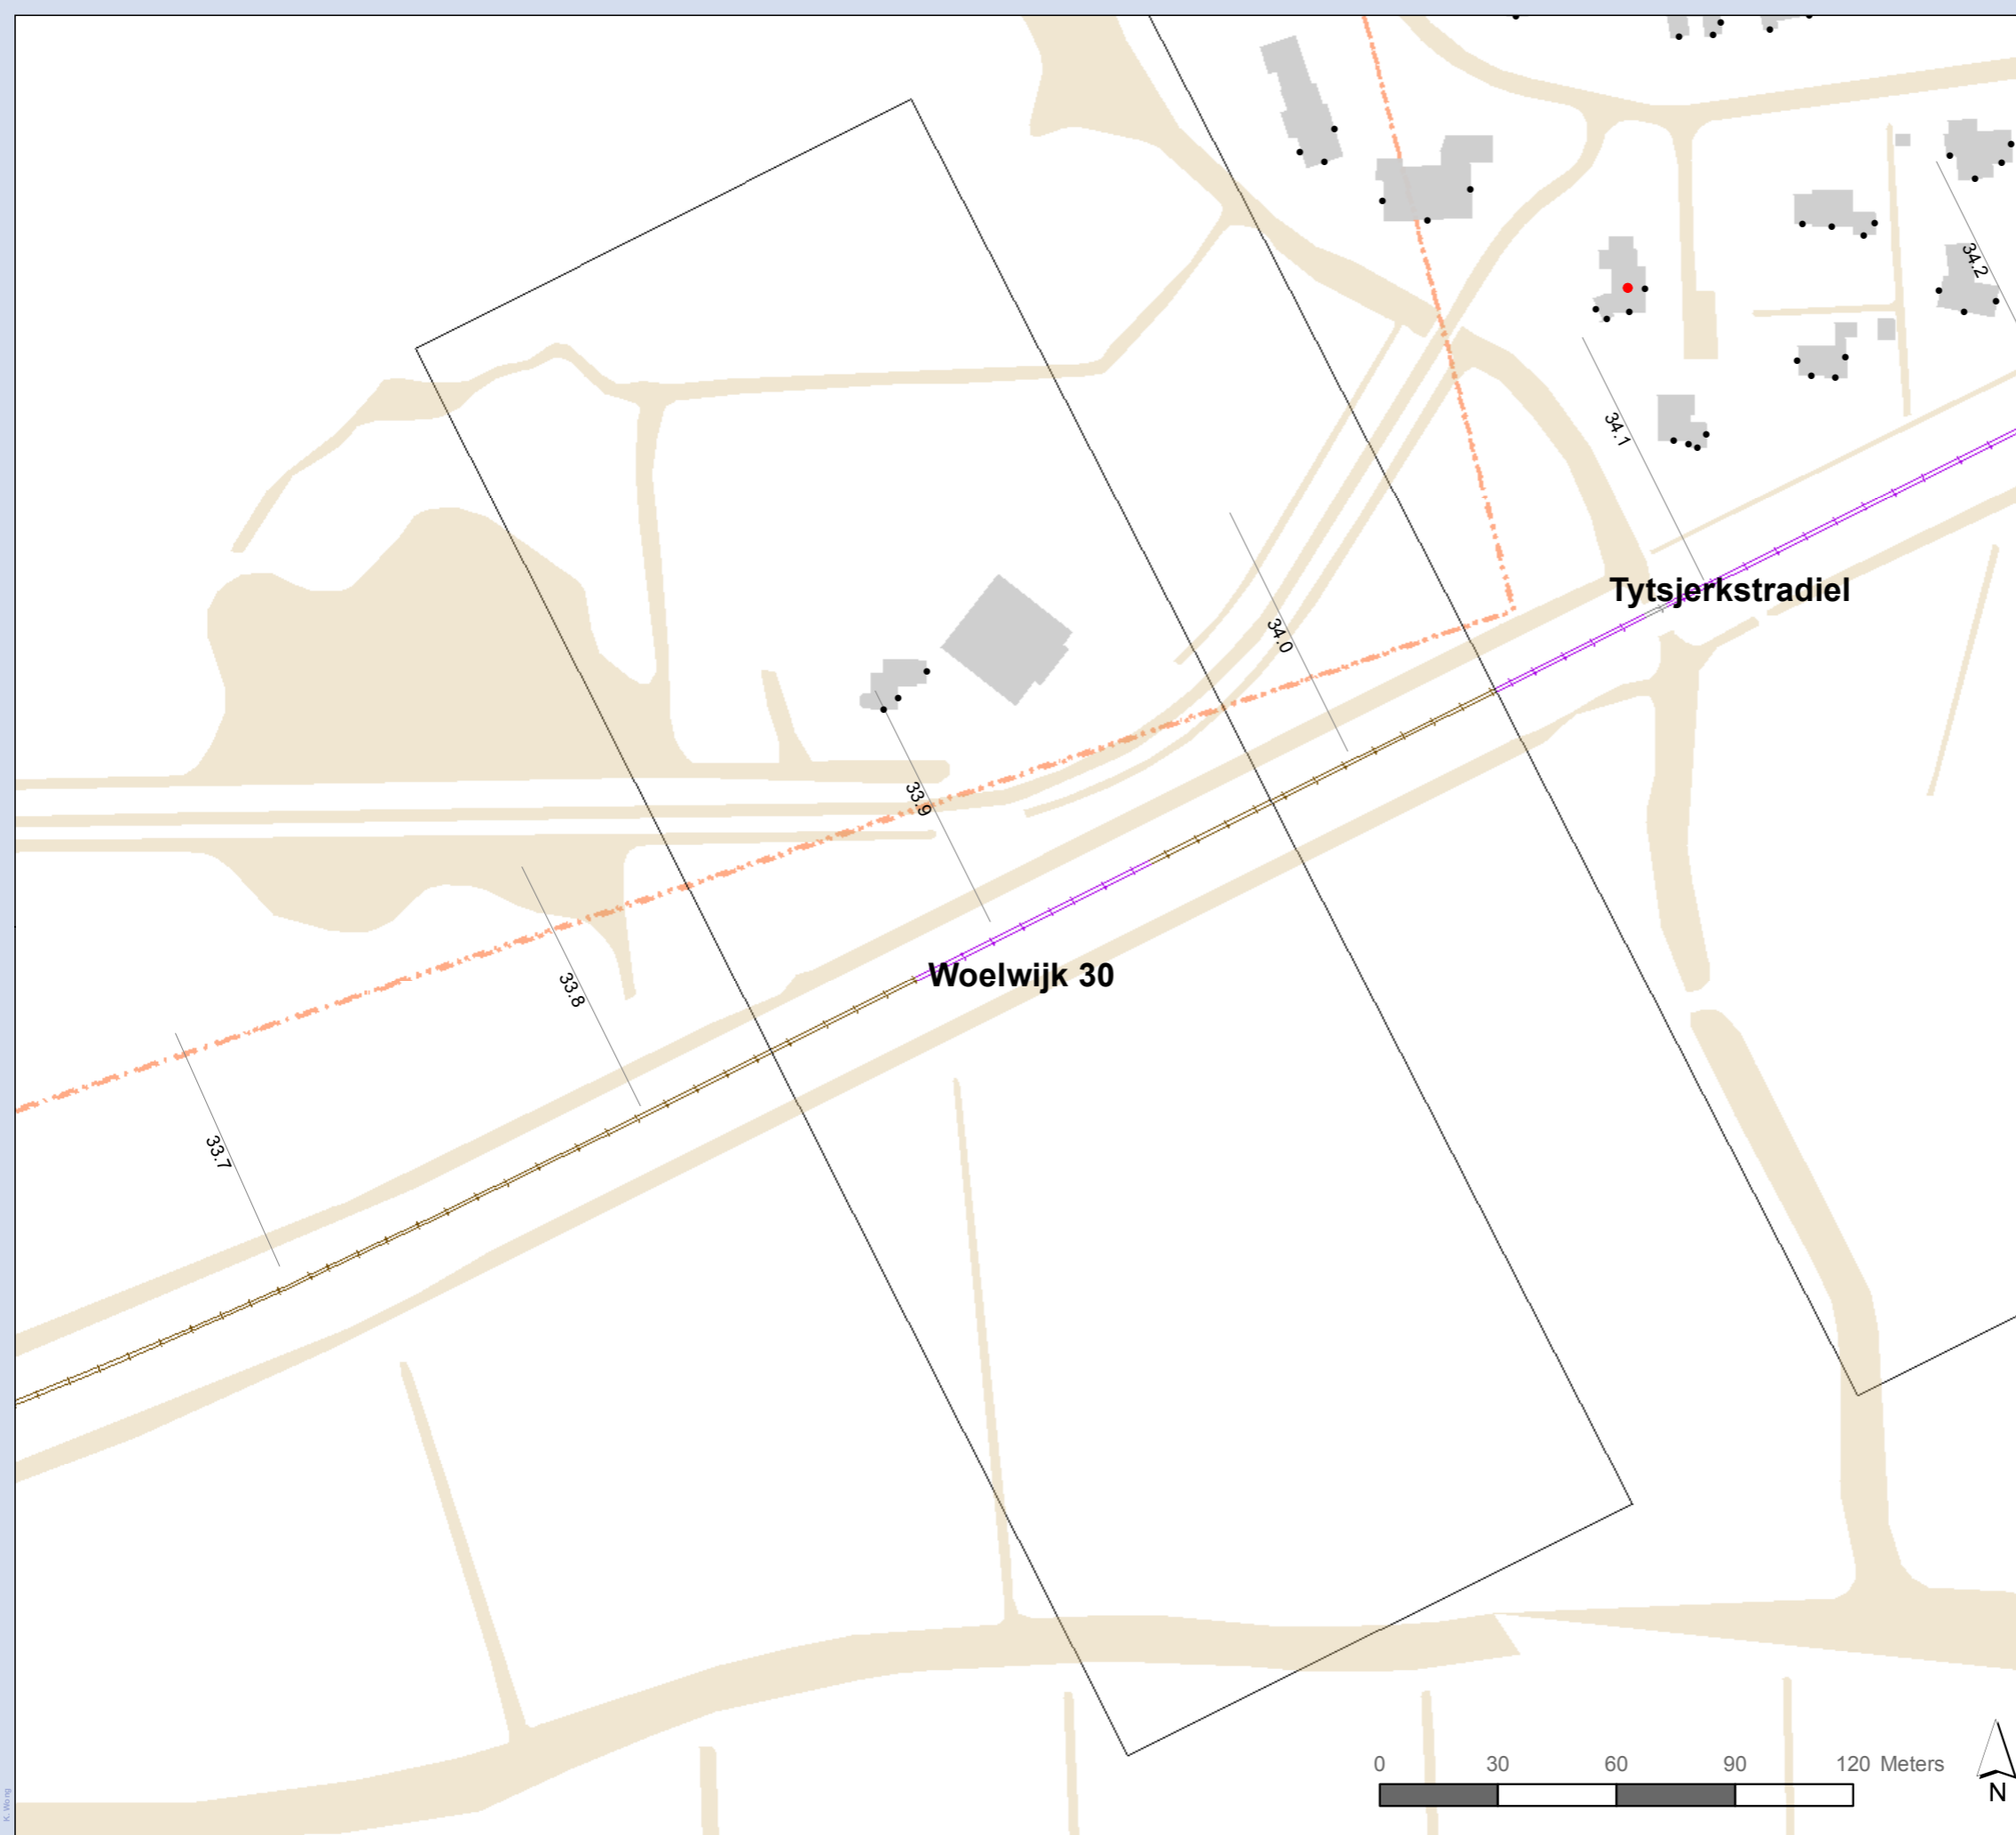 34.2
34.1
Tytsjerkstradiel
34.0
33.9
Woelwijk 30
33.8
33.7
0 30 60 90 120 Meters
N
K. Wong